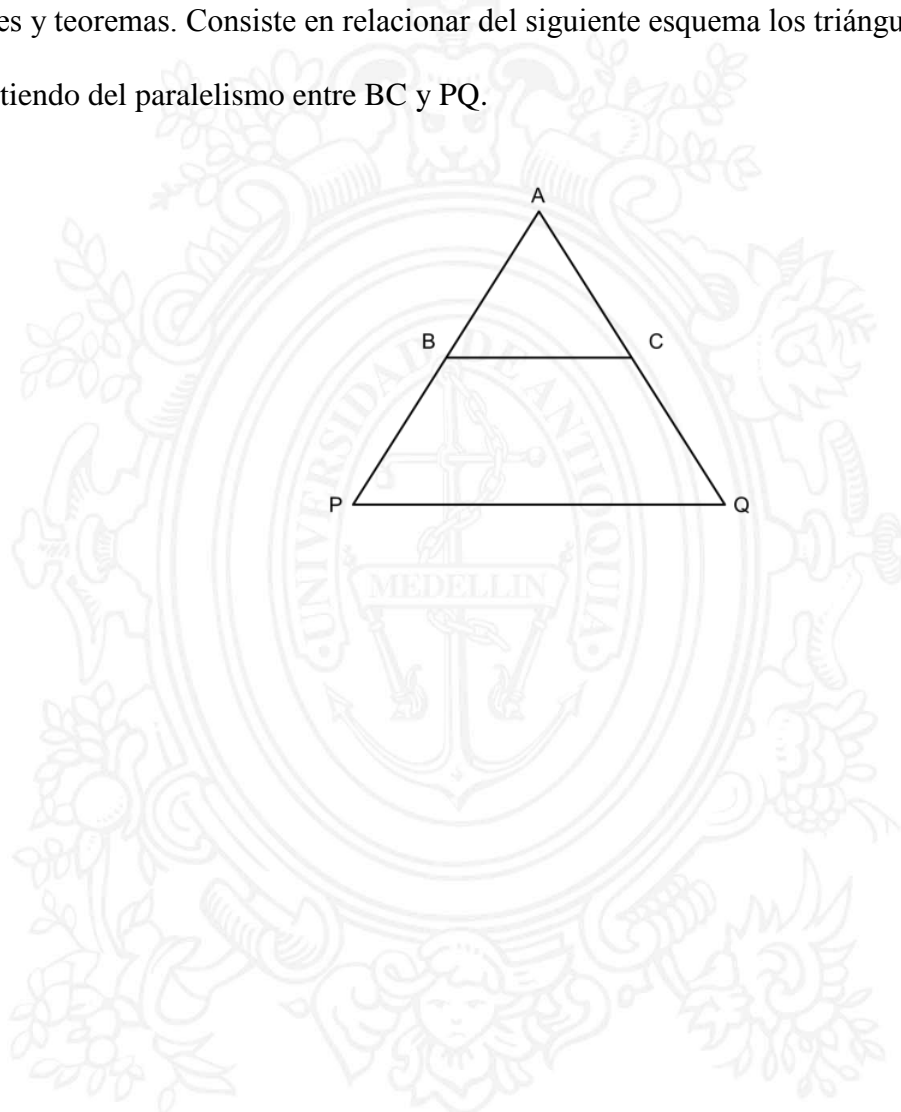 es y teoremas. Consiste en relacionar del siguiente esquema los triángu
tiendo del paralelismo entre BC y PQ.
A
B C
P Q
UNIVERSIDAD DE ANTIOQUIA
MEDELLIN